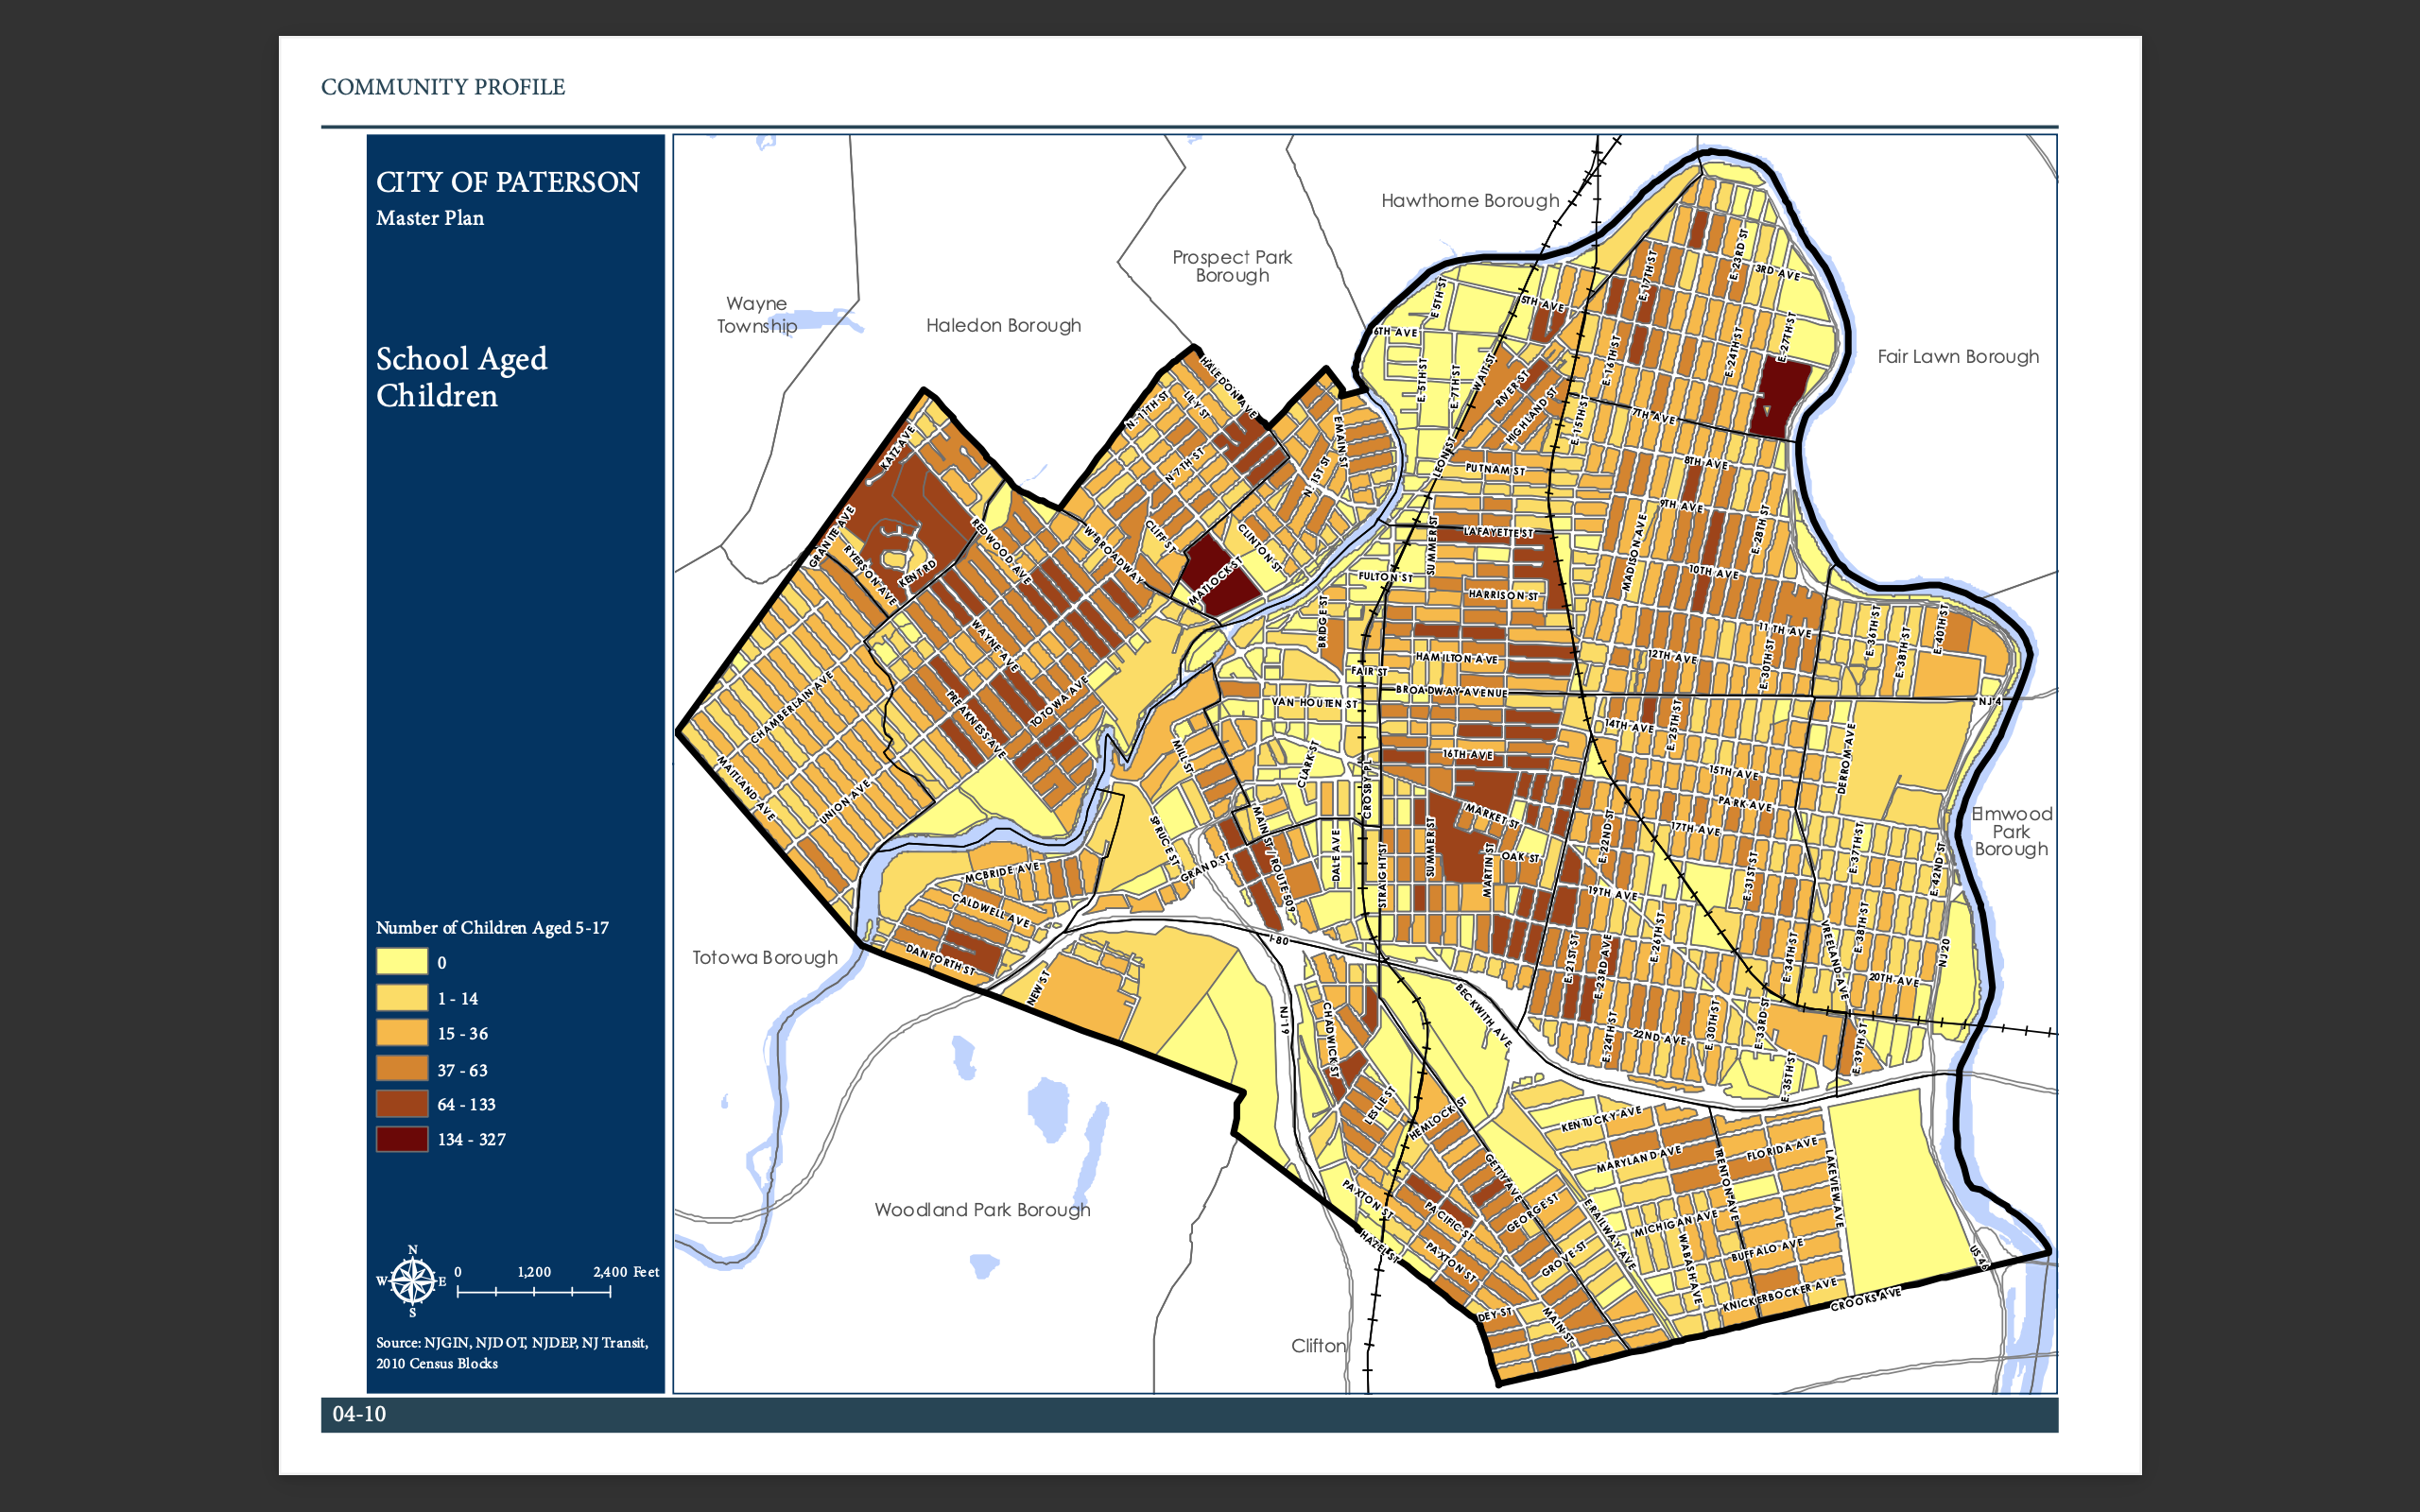 COMMUNITY PROFILE
CITY OF PATERSON
Master Plan
School Aged
Children
Number of Children Aged 5-17
0
1 - 14
15 - 36
37 - 63
64 - 133
134 - 327
N
W
E
S
0
1,200
2,400 Feet
Source: NJGIN, NJDOT, NJDEP, NJ Transit,
2010 Census Blocks
04-10
Hawthorne Borough
Prospect Park
Borough
Wayne
Township
Haledon Borough
Fair Lawn Borough
Elmwood
Park
Borough
Totowa Borough
Woodland Park Borough
Clifton
E 5TH ST
5TH AVE
6TH AVE
E. 5TH ST
E. 7TH ST
WAIT ST
RIVER ST
HIGHLAND ST
E. 15TH ST
E. 16TH ST
E. 17TH ST
E. 23RD ST
3RD AVE
E. 24TH ST
E. 27TH ST
7TH AVE
8TH AVE
9TH AVE
10TH AVE
MADISON AVE
E. 28TH ST
11 TH AVE
12TH AVE
E. 30TH ST
E. 36TH ST
E. 38TH ST
E. 40TH ST
NJ 4
HALEDON AVE
LILY ST
N. 11TH ST
N. 7TH ST
N. 1ST ST
E MAIN ST
LEON ST
PUTNAM ST
LAFAYETTE ST
SUMMER ST
FULTON ST
HARRISON ST
BRIDGE ST
HAMILTON AVE
FAIR ST
BROADWAY AVENUE
VAN HOUTEN ST
KATZ AVE
GRANITE AVE
RYERSON AVE
KENT RD
REDWOOD AVE
W BROADWAY
CLIFF ST
CLINTON ST
MATLOCK ST
WAYNE AVE
PREAKNESS AVE
TOTOWA AVE
CHAMBERLAIN AVE
MAITLAND AVE
UNION AVE
MILL ST
CLARK ST
CROSBY PL
16TH AVE
MARKET ST
14TH AVE
E. 25TH ST
15TH AVE
DERROM AVE
PARK AVE
17TH AVE
SPRUCE ST
MAIN ST / ROUTE 509
GRAND ST
DALE AVE
STRAIGHT ST
SUMMER ST
MARTIN ST
OAK ST
E. 22ND ST
19TH AVE
E. 31ST ST
E. 37TH ST
E. 42ND ST
MCBRIDE AVE
CALDWELL AVE
DANFORTH ST
NEW ST
I-80
E. 21ST ST
E. 23RD AVE
E. 26TH ST
E. 34TH ST
VREELAND AVE
E. 38TH ST
NJ 20
20TH AVE
NJ 19
CHADWICK ST
BECKWITH AVE
22ND AVE
E. 24TH ST
E. 30TH ST
E. 33RD ST
E. 35TH ST
E. 39TH ST
LESLIE ST
HEMLOCK ST
KENTUCKY AVE
MARYLAND AVE
TRENTON AVE
FLORIDA AVE
LAKEVIEW AVE
GETTY AVE
GEORGE ST
PAXTON ST
PACIFIC ST
HAZEL ST
PAXTON ST
GROVE ST
E RAILWAY AVE
MICHIGAN AVE
WABASH AVE
BUFFALO AVE
KNICKERBOCKER AVE
CROOKS AVE
US 46
DEY ST
MAIN ST